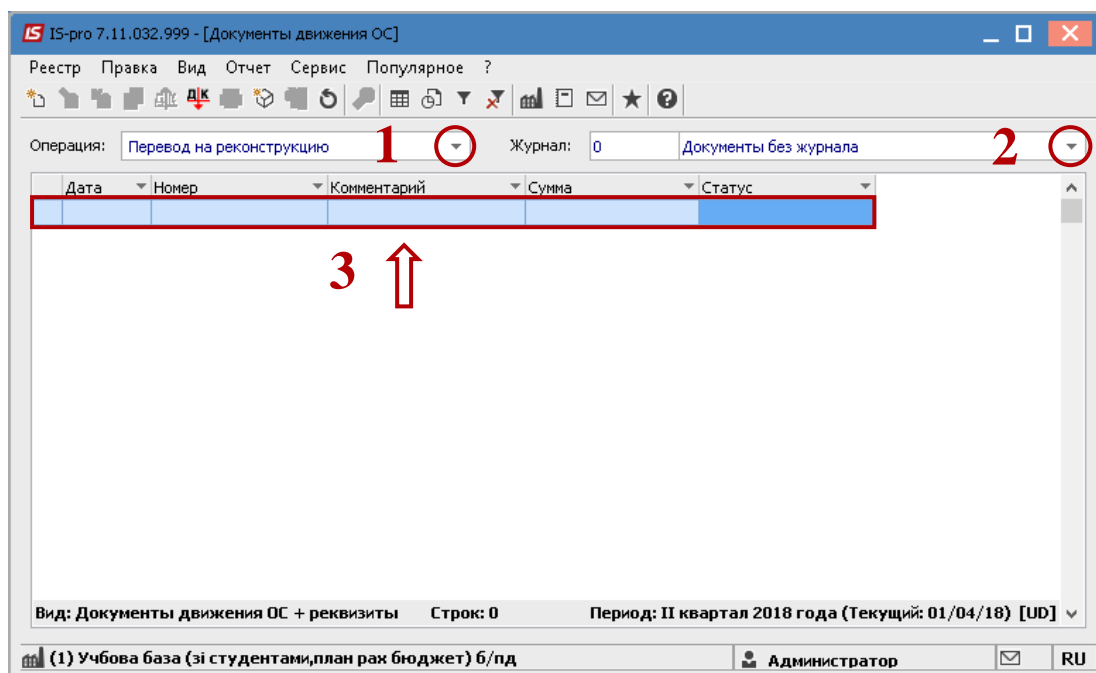 IS IS-pro 7.11.032.999 - [Документы движения ОС]
Реестр Правка Вид Отчет Сервис Популярное ?
Д К
Операция: Перевод на реконструкцию 1 Журнал: 0 Документы без журнала 2
Дата Номер Комментарий Сумма Статус
3
Вид: Документы движения ОС + реквизиты Строк: 0 Период: II квартал 2018 года (Текущий: 01/04/18) [UD]
(1) Учбова база (зі студентами,план рах бюджет) б/пд Администратор RU